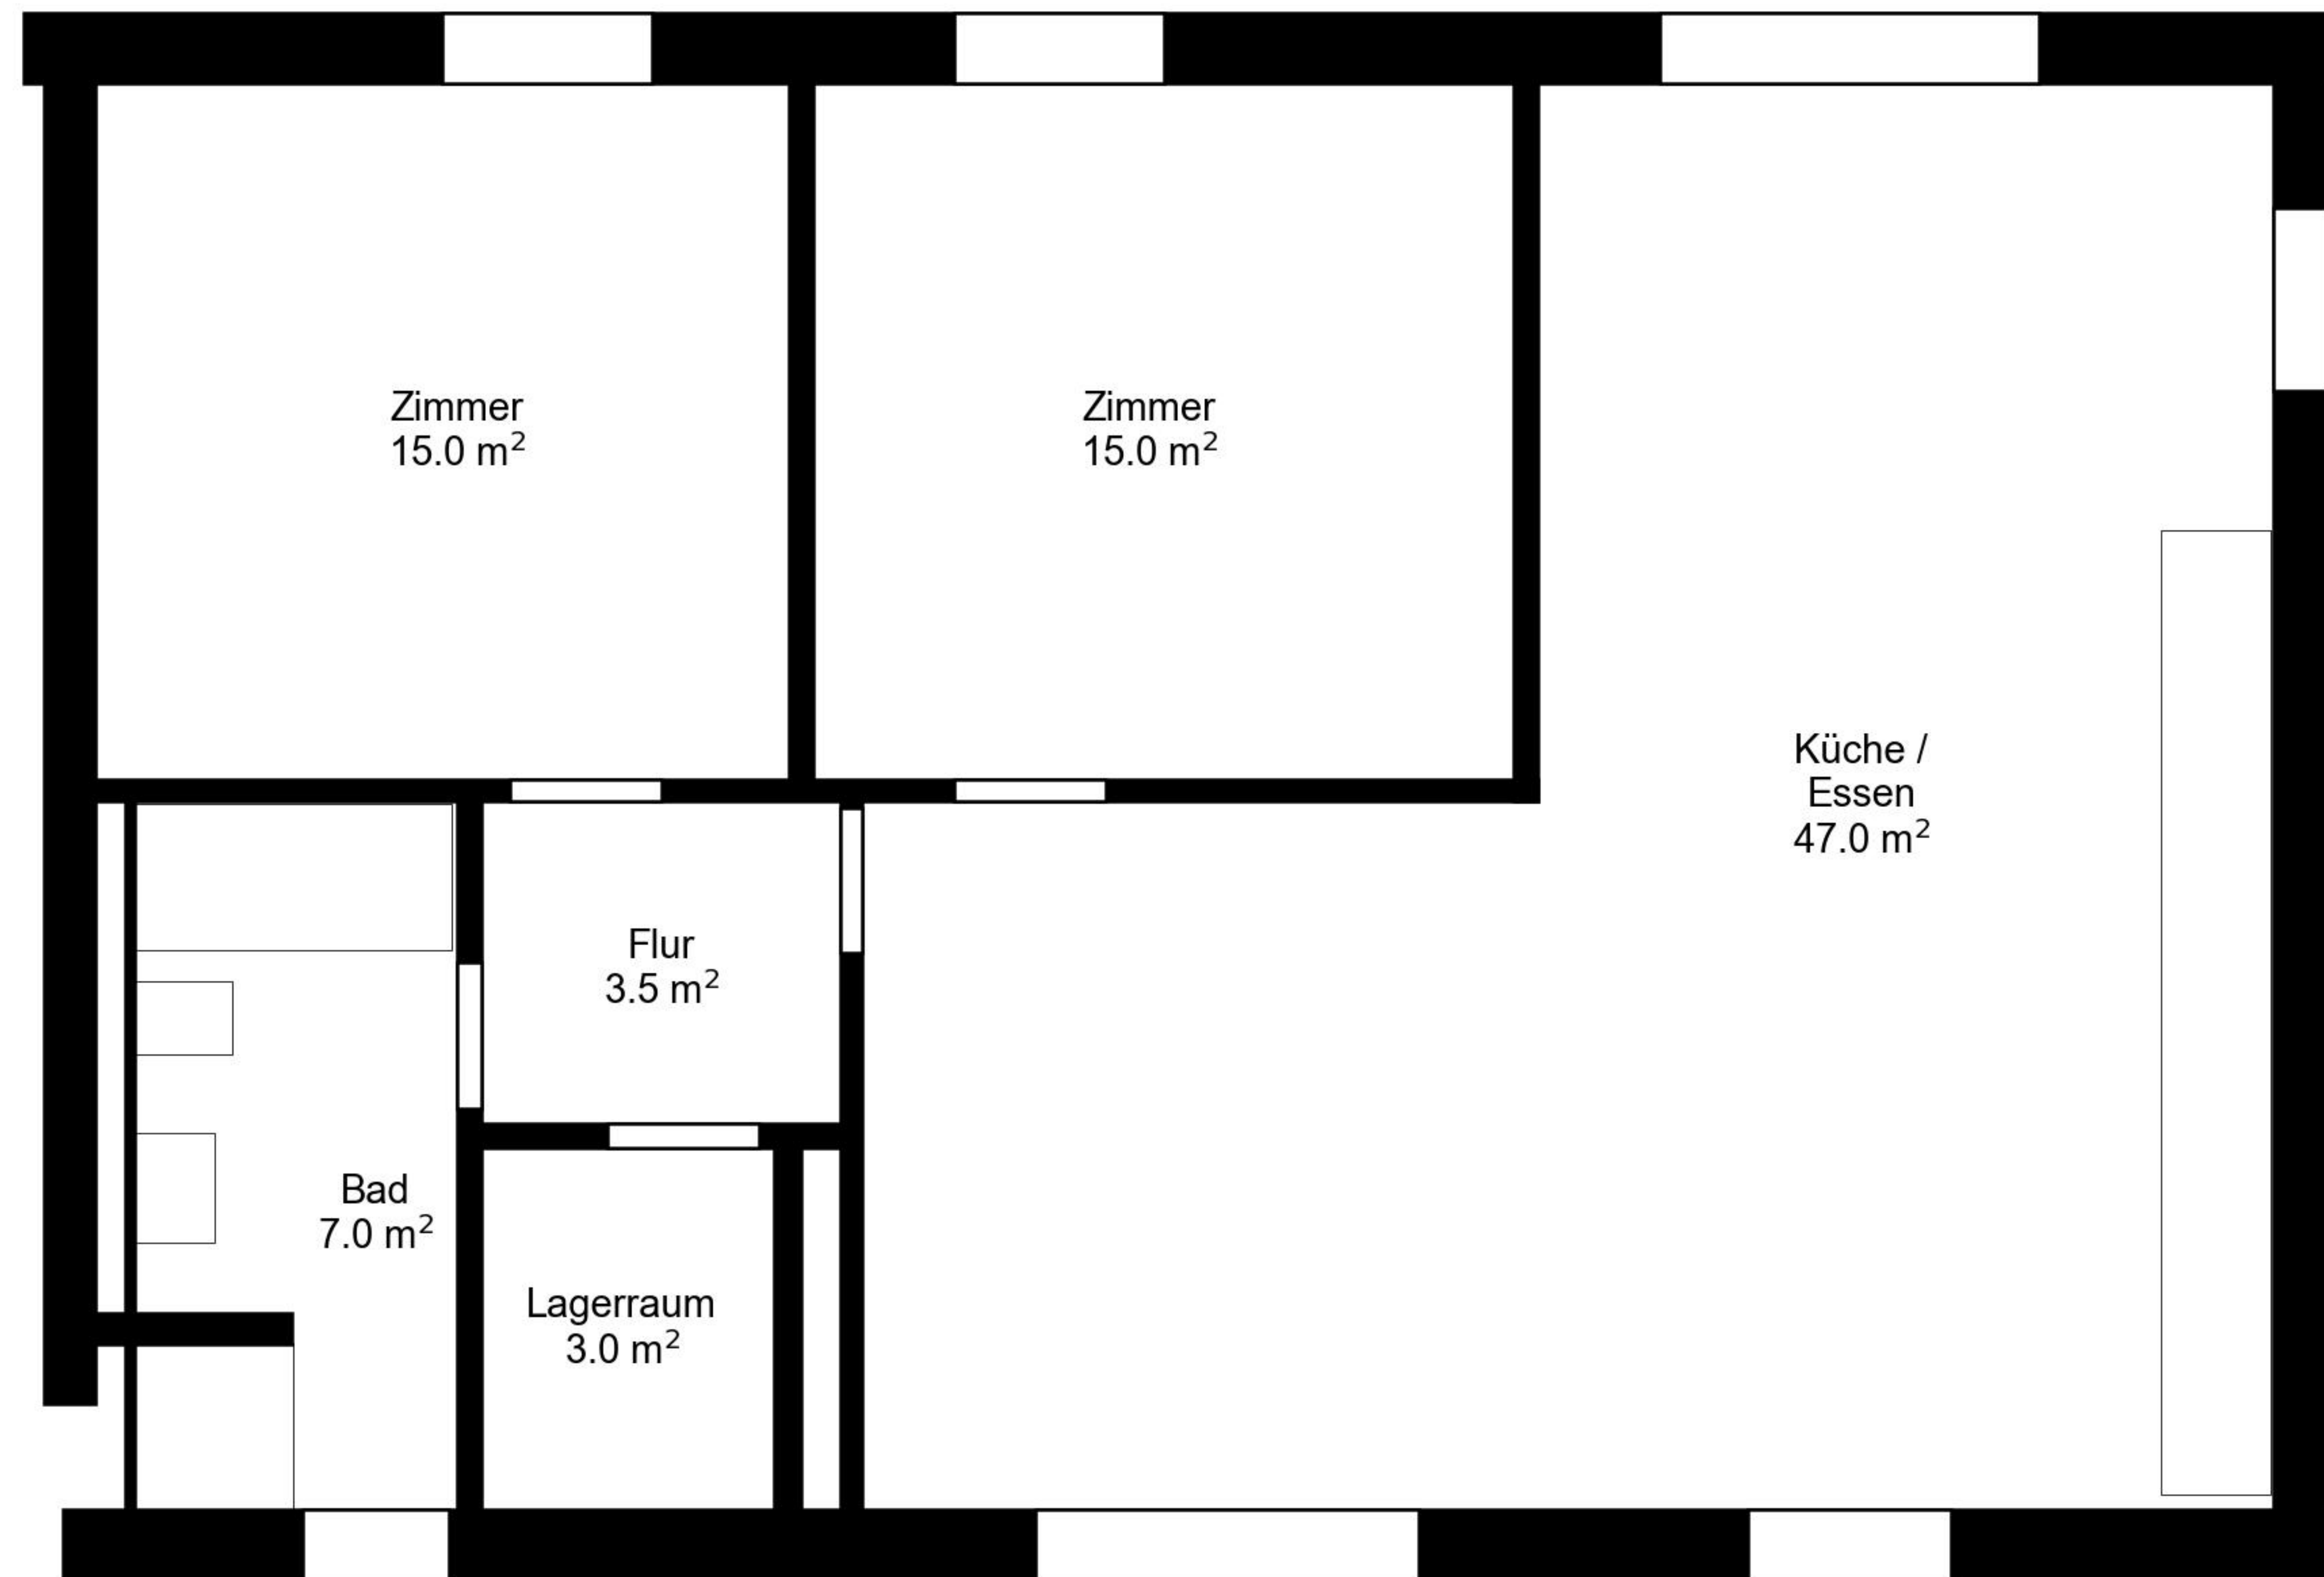 Zimmer
15.0 m²
Zimmer
15.0 m²
Küche /
Essen
47.0 m²
Flur
3.5 m²
Bad
7.0 m²
Lagerraum
3.0 m²